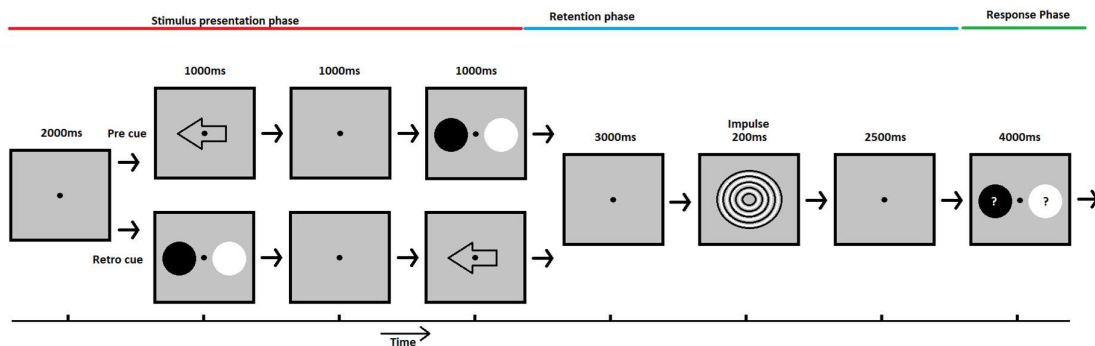 Stimulus presentation phase
Retention phase
Response Phase
1000ms
1000ms
1000ms
2000ms
Pre cue
3000ms
Impulse
200ms
2500ms
4000ms
? ?
Retro cue
Time